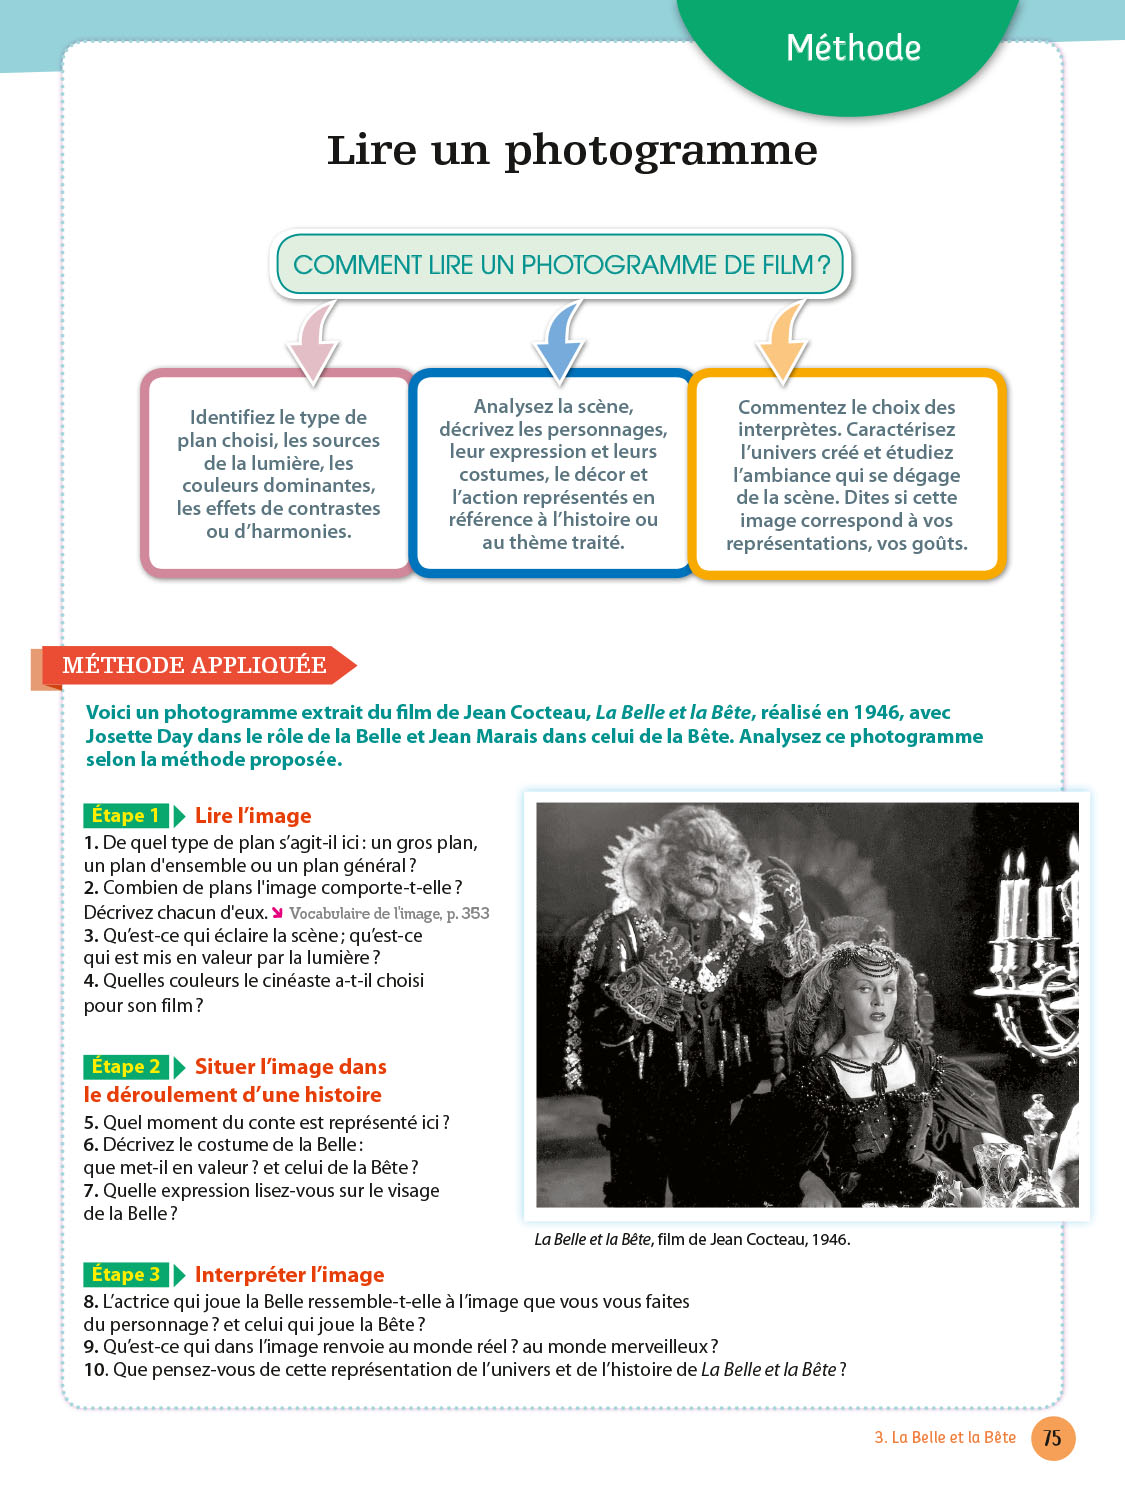 Méthode
Lire un photogramme
COMMENT LIRE UN PHOTOGRAMME DE FILM ?
Identifiez le type de
plan choisi, les sources
de la lumière, les
couleurs dominantes,
les effets de contrastes
ou d'harmonies.
Analysez la scène,
décrivez les personnages,
leur expression et leurs
costumes, le décor et
l'action représentés en
référence à l'histoire ou
au thème traité.
Commentez le choix des
interprètes. Caractérisez
l'univers créé et étudiez
l'ambiance qui se dégage
de la scène. Dites si cette
image correspond à vos
représentations, vos goûts.
MÉTHODE APPLIQUÉE
Voici un photogramme extrait du film de Jean Cocteau, La Belle et la Bête, réalisé en 1946, avec
Josette Day dans le rôle de la Belle et Jean Marais dans celui de la Bête. Analysez ce photogramme
selon la méthode proposée.
Étape 1 Lire l'image
1. De quel type de plan s'agit-il ici : un gros plan,
un plan d'ensemble ou un plan général ?
2. Combien de plans l'image comporte-t-elle ?
Décrivez chacun d'eux. ↘ Vocabulaire de l'image, p. 353
3. Qu'est-ce qui éclaire la scène ; qu'est-ce
qui est mis en valeur par la lumière ?
4. Quelles couleurs le cinéaste a-t-il choisi
pour son film ?
Étape 2 Situer l'image dans
le déroulement d'une histoire
5. Quel moment du conte est représenté ici ?
6. Décrivez le costume de la Belle :
que met-il en valeur ? et celui de la Bête ?
7. Quelle expression lisez-vous sur le visage
de la Belle ?
La Belle et la Bête, film de Jean Cocteau, 1946.
Étape 3 Interpréter l'image
8. L'actrice qui joue la Belle ressemble-t-elle à l'image que vous vous faites
du personnage ? et celui qui joue la Bête ?
9. Qu'est-ce qui dans l'image renvoie au monde réel ? au monde merveilleux ?
10. Que pensez-vous de cette représentation de l'univers et de l'histoire de La Belle et la Bête ?
3. La Belle et la Bête 75